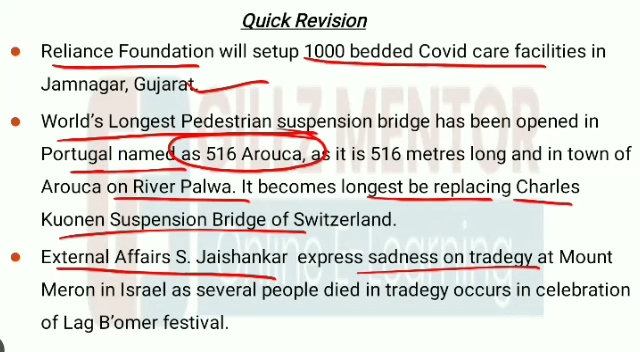 Quick Revision
Reliance Foundation will setup 1000 bedded Covid care facilities in
Jamnagar, Gujarat.
World's Longest Pedestrian suspension bridge has been opened in
Portugal named as 516 Arouca, as it is 516 metres long and in town of
Arouca on River Palwa. It becomes longest be replacing Charles
Kuonen Suspension Bridge of Switzerland.
External Affairs S. Jaishankar express sadness on tradegy at Mount
Meron in Israel as several people died in tradegy occurs in celebration
of Lag B'omer festival.
GILLZ MENTOR
Online E-Learning